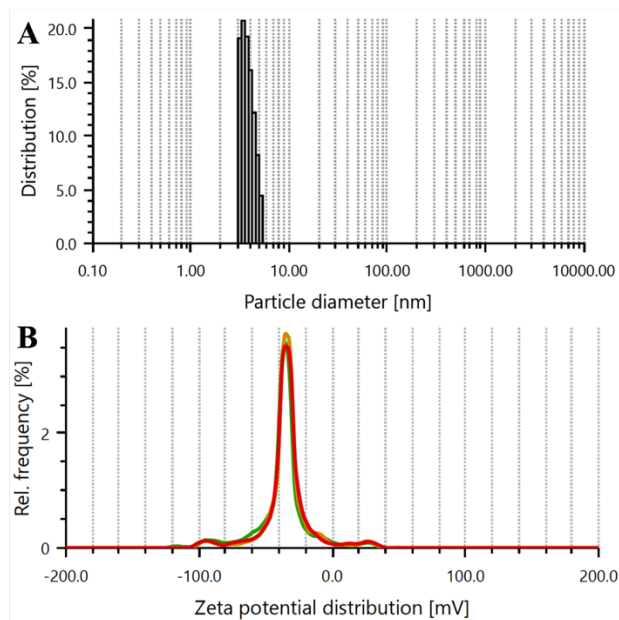 A
20.0
15.0
10.0
5.0
0.0
Distribution [%]
0.10 1.00 10.00 100.00 1000.00 10000.00
Particle diameter [nm]
B
2
0
Rel. frequency [%]
-200.0 -100.0 0.0 100.0 200.0
Zeta potential distribution [mV]